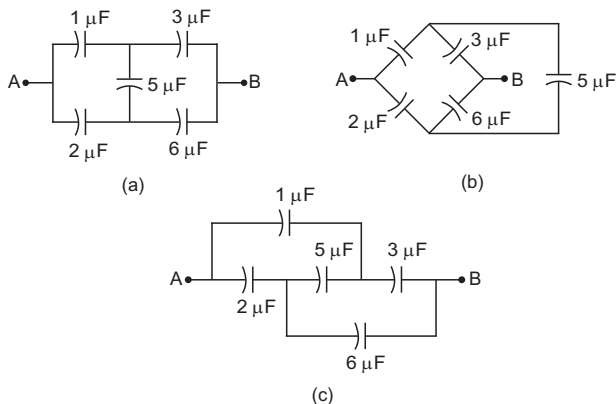 1 μF 3 μF
A 5 μF B
2 μF 6 μF
(a)
1 μF 3 μF
A B 5 μF
2 μF 6 μF
(b)
1 μF
A 5 μF 3 μF B
2 μF
6 μF
(c)